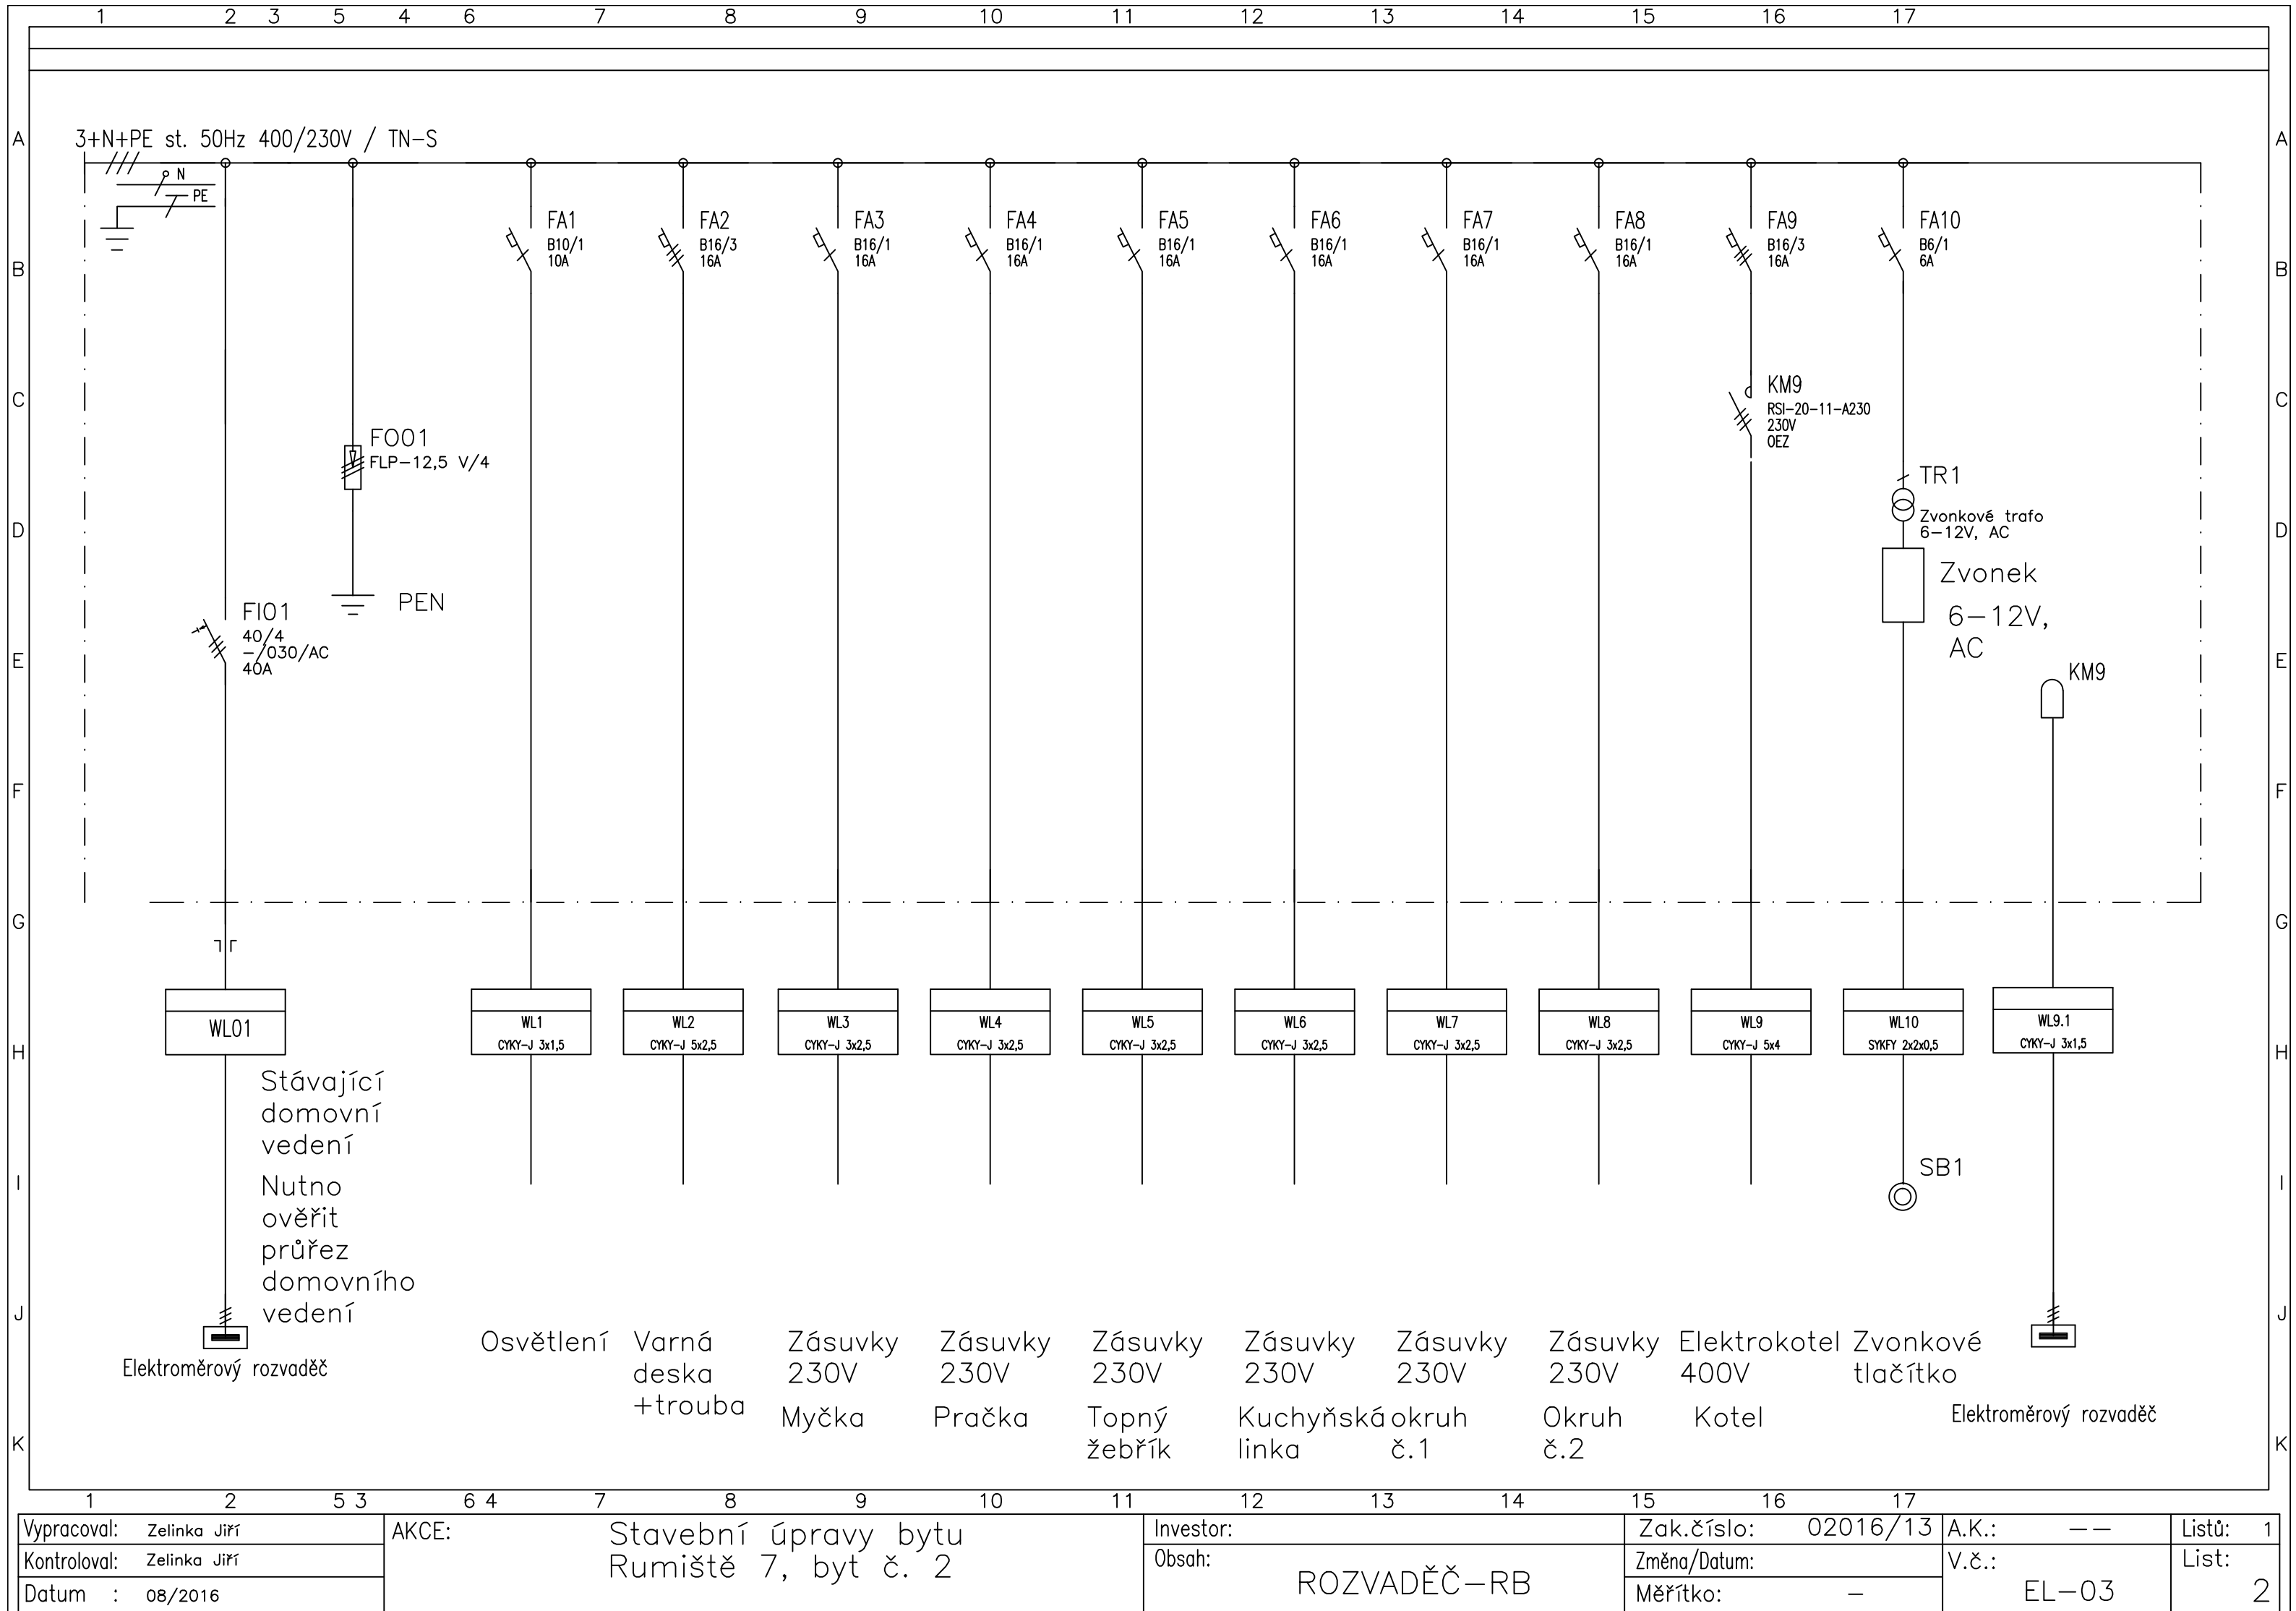 1 2 3 5 4 6 7 8 9 10 11 12 13 14 15 16 17
A A
3+N+PE st. 50Hz 400/230V / TN-S
N
PE
B B
FA1
B10/1
10A
FA2
B16/3
16A
FA3
B16/1
16A
FA4
B16/1
16A
FA5
B16/1
16A
FA6
B16/1
16A
FA7
B16/1
16A
FA8
B16/1
16A
FA9
B16/3
16A
FA10
B6/1
6A
C C
KM9
RSI-20-11-A230
230V
OEZ
FO01
FLP-12,5 V/4
TR1
Zvonkové trafo
6-12V, AC
D D
Zvonek
6-12V,
AC
PEN
FI01
40/4
-/030/AC
40A
E E
KM9
F F
G G
WL01
WL1
CYKY-J 3x1,5
WL2
CYKY-J 5x2,5
WL3
CYKY-J 3x2,5
WL4
CYKY-J 3x2,5
WL5
CYKY-J 3x2,5
WL6
CYKY-J 3x2,5
WL7
CYKY-J 3x2,5
WL8
CYKY-J 3x2,5
WL9
CYKY-J 5x4
WL10
SYKFY 2x2x0,5
WL9.1
CYKY-J 3x1,5
H H
Stávající
domovní
vedení
Nutno
ověřit
průřez
domovního
vedení
I I
SB1
J J
Elektroměrový rozvaděč
Osvětlení
Varná
deska
+trouba
Zásuvky
230V
Myčka
Zásuvky
230V
Pračka
Zásuvky
230V
Topný
žebřík
Zásuvky
230V
Kuchyňská
linka
Zásuvky
230V
okruh
č.1
Zásuvky
230V
Okruh
č.2
Elektrokotel
400V
Kotel
Zvonkové
tlačítko
Elektroměrový rozvaděč
K K
1 2 5 3 6 4 7 8 9 10 11 12 13 14 15 16 17
Vypracoval: Zelinka Jiří
Kontroloval: Zelinka Jiří
Datum : 08/2016
AKCE: Stavební úpravy bytu
Rumiště 7, byt č. 2
Investor:
Obsah:
ROZVADĚČ-RB
Zak.číslo: 02016/13
Změna/Datum:
Měřítko: -
A.K.: --
V.č.:
EL-03
Listů: 1
List:
2